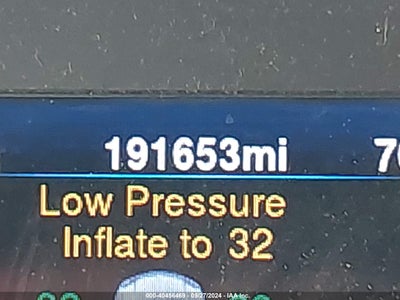 191653mi
Low Pressure
Inflate to 32
000-40456469 - 09/27/2024 - IAA Inc.